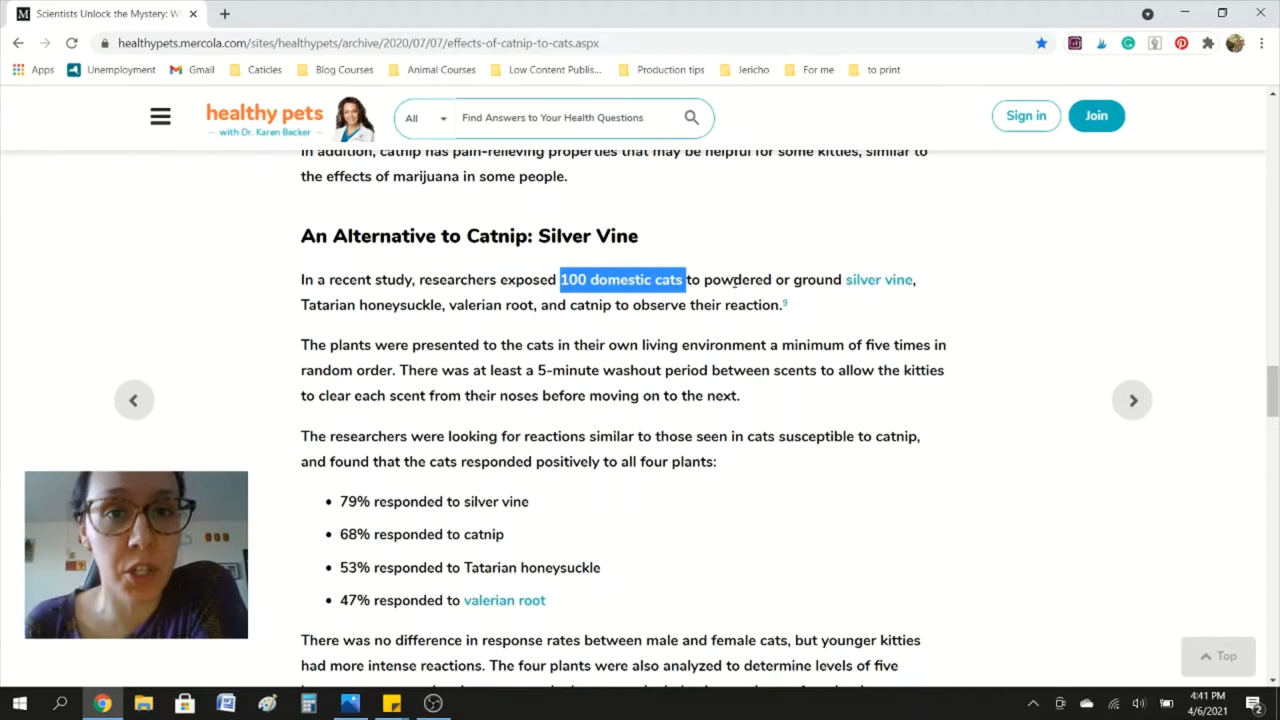 Scientists Unlock the Mystery: W
healthypets.mercola.com/sites/healthypets/archive/2020/07/07/effects-of-catnip-to-cats.aspx
Apps Unemployment Gmail Caticles Blog Courses Animal Courses Low Content Publis... Production tips Jericho For me to print
healthy pets
with Dr. Karen Becker
All Find Answers to Your Health Questions
Sign in Join
In addition, catnip has pain-relieving properties that may be helpful for some kitties, similar to
the effects of marijuana in some people.
An Alternative to Catnip: Silver Vine
In a recent study, researchers exposed 100 domestic cats to powdered or ground silver vine,
Tatarian honeysuckle, valerian root, and catnip to observe their reaction.9
The plants were presented to the cats in their own living environment a minimum of five times in
random order. There was at least a 5-minute washout period between scents to allow the kitties
to clear each scent from their noses before moving on to the next.
The researchers were looking for reactions similar to those seen in cats susceptible to catnip,
and found that the cats responded positively to all four plants:
• 79% responded to silver vine
• 68% responded to catnip
• 53% responded to Tatarian honeysuckle
• 47% responded to valerian root
There was no difference in response rates between male and female cats, but younger kitties
had more intense reactions. The four plants were also analyzed to determine levels of five
Top
4:41 PM
4/6/2021
2